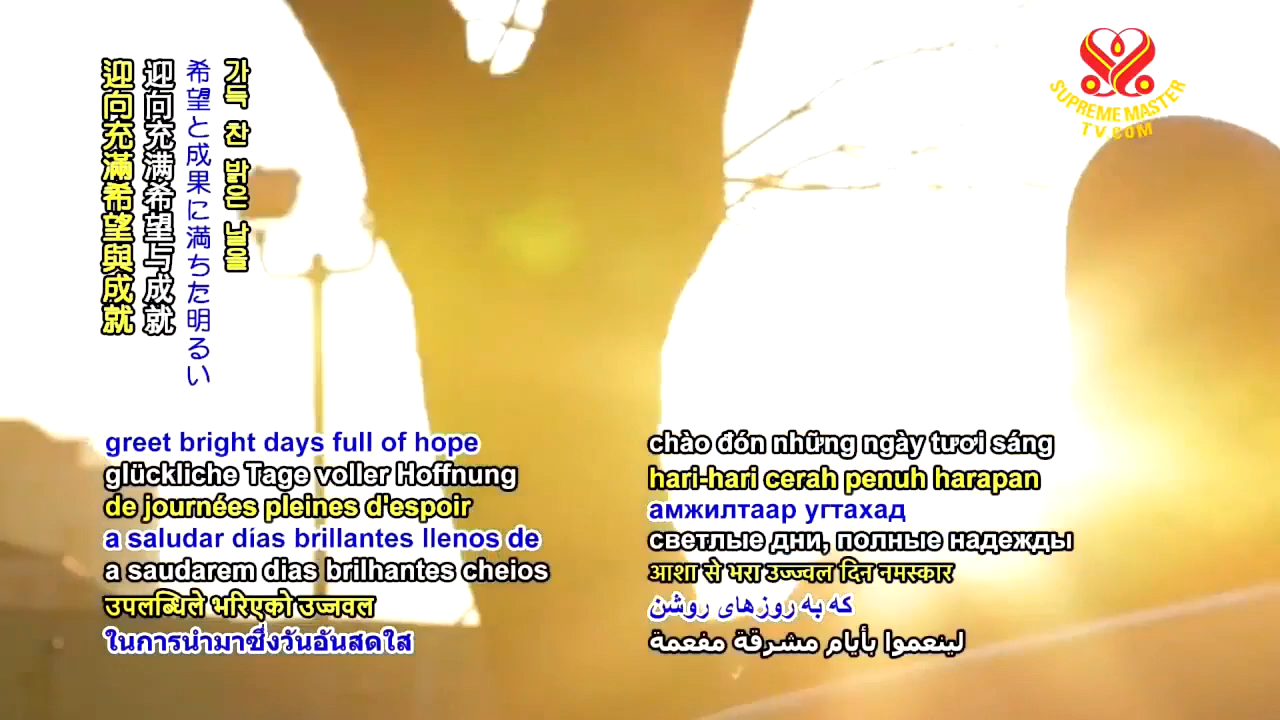 迎向充滿希望與成就
迎向充满希望与成就
希望と成果に満ちた明るい
가득 찬 밝은 날을
SUPREME MASTER
TV.COM
greet bright days full of hope
glückliche Tage voller Hoffnung
de journées pleines d'espoir
a saludar días brillantes llenos de
a saudarem dias brilhantes cheios
उपलब्धिले भरिएको उज्जवल
ในการนำมาซึ่งวันอันสดใส
chào đón những ngày tươi sáng
hari-hari cerah penuh harapan
амжилтаар угтахад
светлые дни, полные надежды
आशा से भरा उज्ज्वल दिन नमस्कार
که به روزهای روشن
لينعموا بأيام مشرقة مفعمة